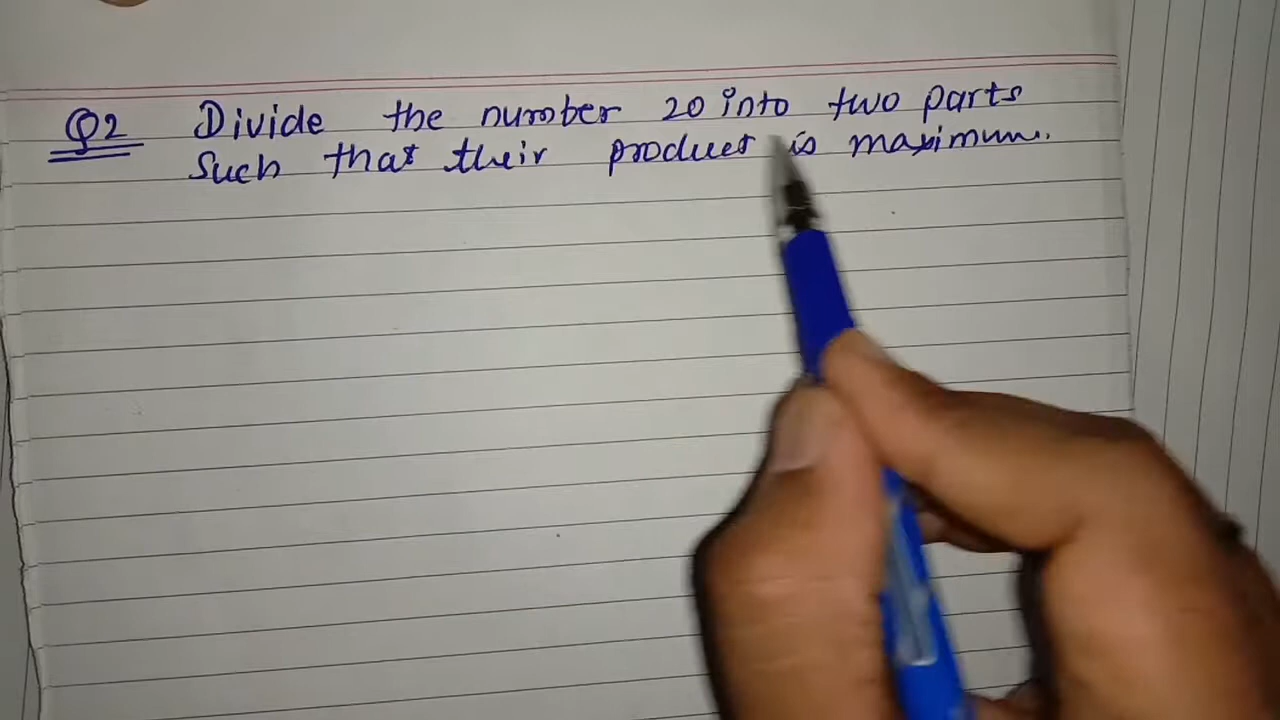 Q2 Divide the number 20 into two parts
Such that their product is maximum.